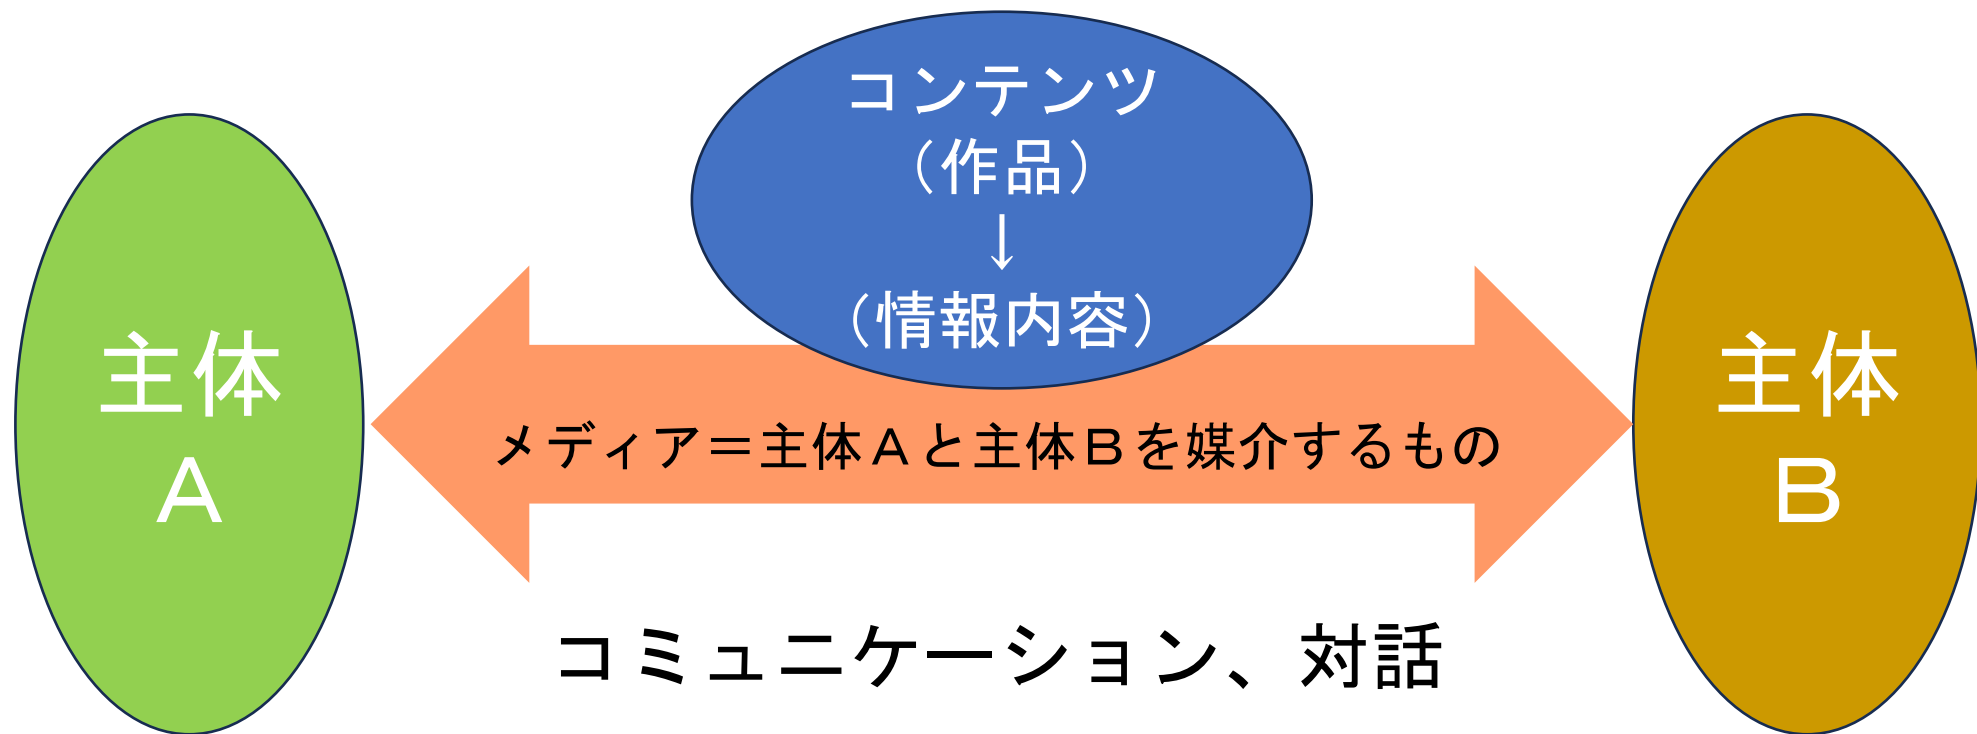 コンテンツ
（作品）
↓
（情報内容）
主体
Ａ
メディア＝主体Ａと主体Ｂを媒介するもの
主体
Ｂ
コミュニケーション、対話